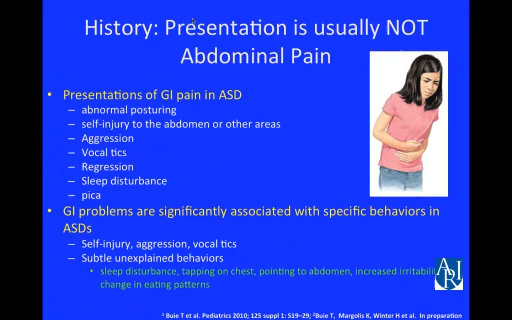 History: Presentation is usually NOT
Abdominal Pain
• Presentations of GI pain in ASD
– abnormal posturing
– self-injury to the abdomen or other areas
– Aggression
– Vocal tics
– Regression
– Sleep disturbance
– pica
• GI problems are significantly associated with specific behaviors in
ASDs
– Self-injury, aggression, vocal tics
– Subtle unexplained behaviors
• sleep disturbance, tapping on chest, pointing to abdomen, increased irritabili
change in eating patterns
ARI
¹ Buie T et al. Pediatrics 2010; 125 suppl 1: S19–29; ²Buie T, Margolis K, Winter H et al. In preparation